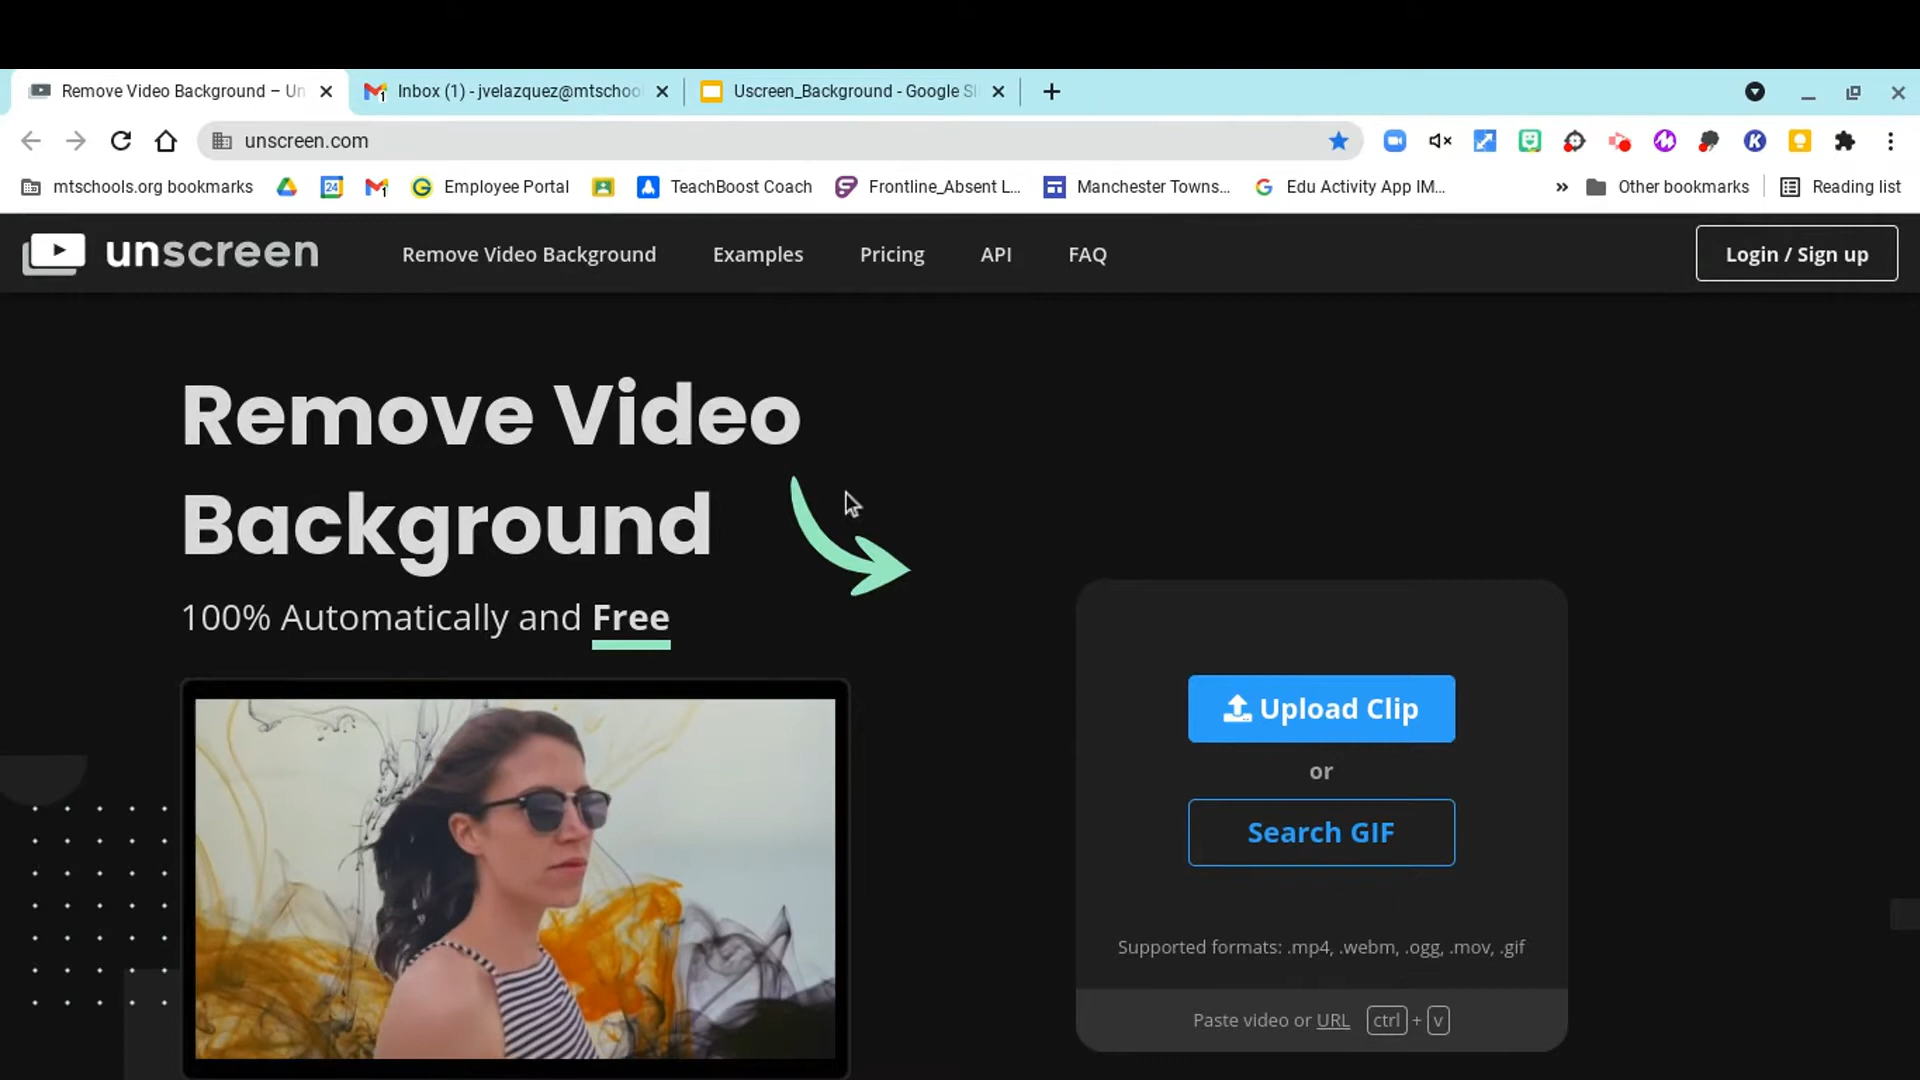 Remove Video Background – Un
Inbox (1) - jvelazquez@mtschoo
Uscreen_Background - Google Sl
unscreen.com
mtschools.org bookmarks
24
Employee Portal
TeachBoost Coach
Frontline_Absent L...
Manchester Towns...
Edu Activity App IM...
Other bookmarks
Reading list
unscreen
Remove Video Background
Examples
Pricing
API
FAQ
Login / Sign up
Remove Video
Background
100% Automatically and Free
Upload Clip
or
Search GIF
Supported formats: .mp4, .webm, .ogg, .mov, .gif
Paste video or URL ctrl + v